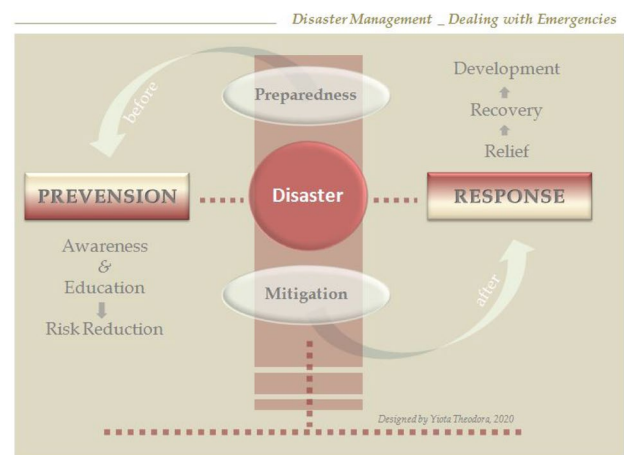 Disaster Management _ Dealing with Emergencies
before
Preparedness
Development
Recovery
Relief
PREVENSION
Disaster
RESPONSE
Awareness
&
Education
Risk Reduction
Mitigation
after
Designed by Yiota Theodora, 2020